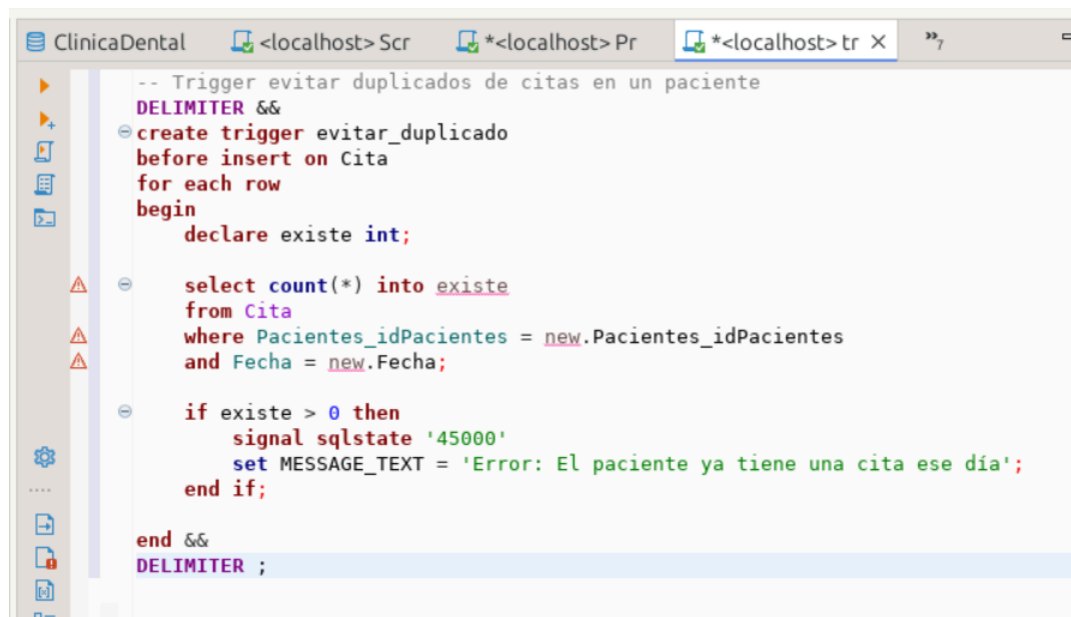 ClinicaDental <localhost> Scr *<localhost> Pr *<localhost> tr × »7
-- Trigger evitar duplicados de citas en un paciente
DELIMITER &&
create trigger evitar_duplicado
before insert on Cita
for each row
begin
declare existe int;
select count(*) into existe
from Cita
where Pacientes_idPacientes = new.Pacientes_idPacientes
and Fecha = new.Fecha;
if existe > 0 then
signal sqlstate '45000'
set MESSAGE_TEXT = 'Error: El paciente ya tiene una cita ese día';
end if;
end &&
DELIMITER ;